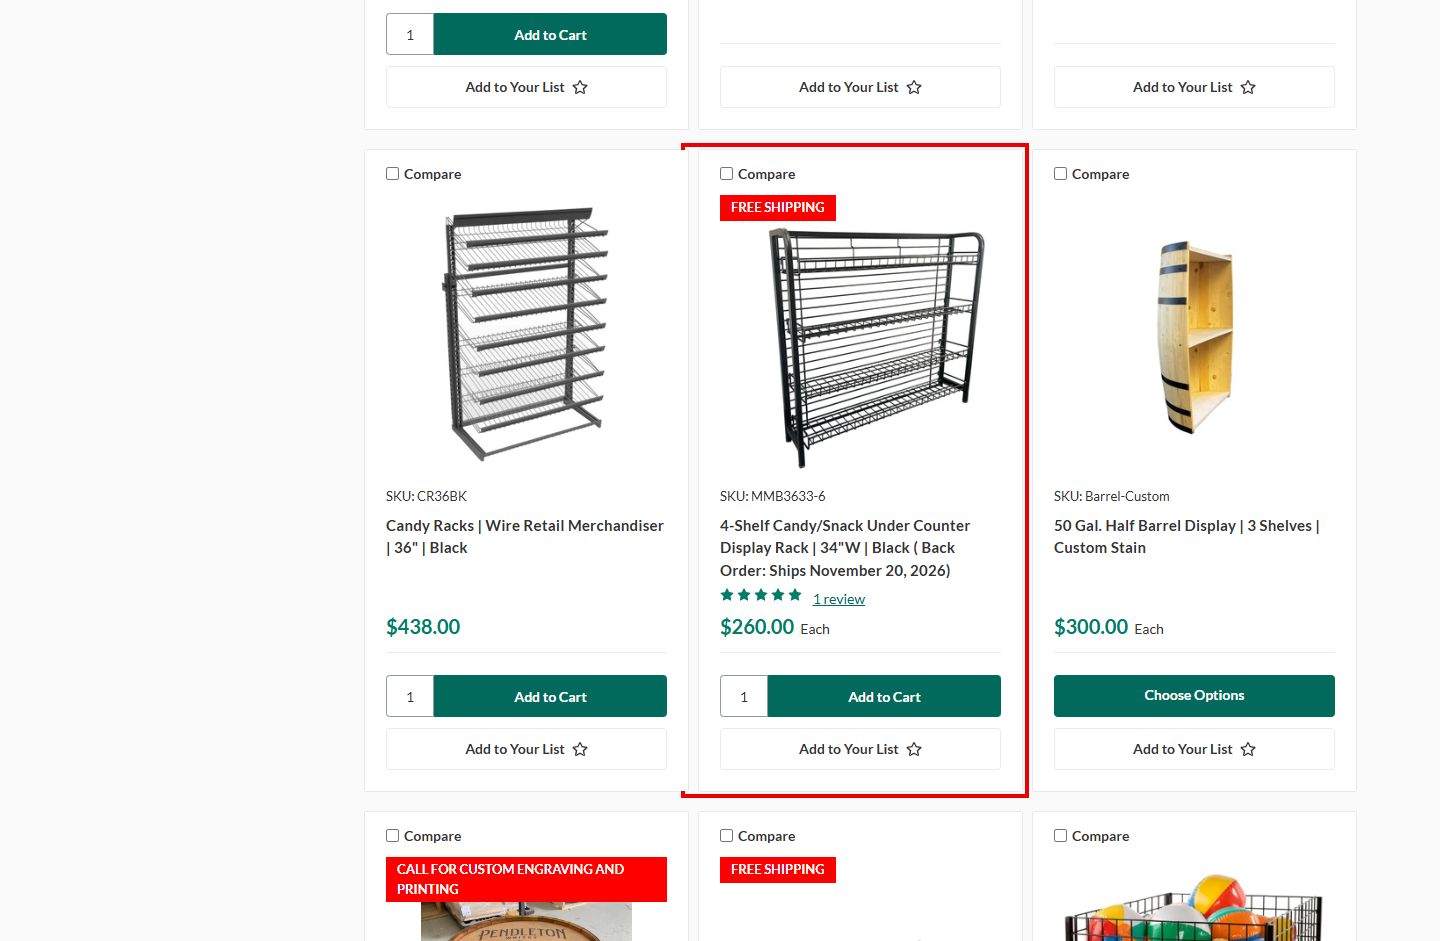 1
Add to Cart
Add to Your List
Add to Your List
Add to Your List
Compare
SKU: CR36BK
Candy Racks | Wire Retail Merchandiser
| 36" | Black
$438.00
1
Add to Cart
Add to Your List
Compare
FREE SHIPPING
SKU: MMB3633-6
4-Shelf Candy/Snack Under Counter
Display Rack | 34"W | Black ( Back
Order: Ships November 20, 2026)
1 review
$260.00 Each
1
Add to Cart
Add to Your List
Compare
SKU: Barrel-Custom
50 Gal. Half Barrel Display | 3 Shelves |
Custom Stain
$300.00 Each
Choose Options
Add to Your List
Compare
CALL FOR CUSTOM ENGRAVING AND
PRINTING
PENDLETON
WHISKY
Compare
FREE SHIPPING
Compare